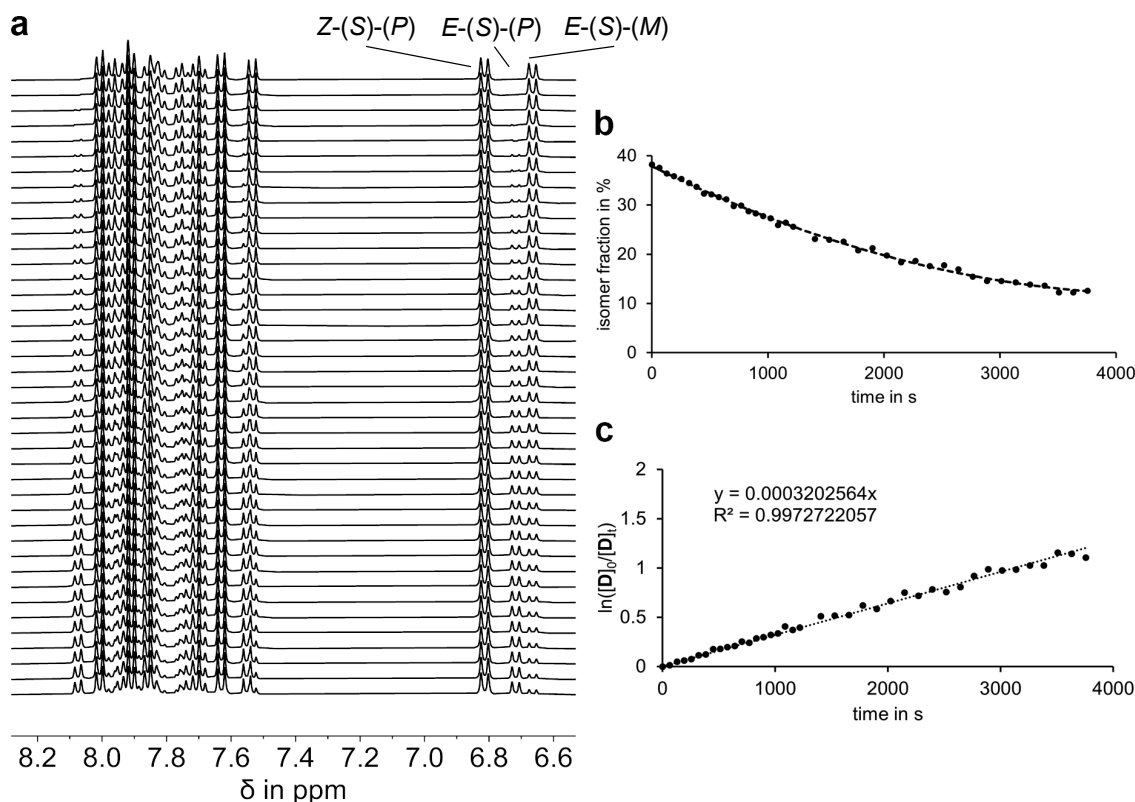 a
Z-(S)-(P) E-(S)-(P) E-(S)-(M)
8.2 8.0 7.8 7.6 7.4 7.2 7.0 6.8 6.6
δ in ppm
b
isomer fraction in %
40
30
20
10
0
0 1000 2000 3000 4000
time in s
c
ln([D]₀/[D]ₜ)
2
1.5
1
0.5
0
y = 0.0003202564x
R² = 0.9972722057
0 1000 2000 3000 4000
time in s